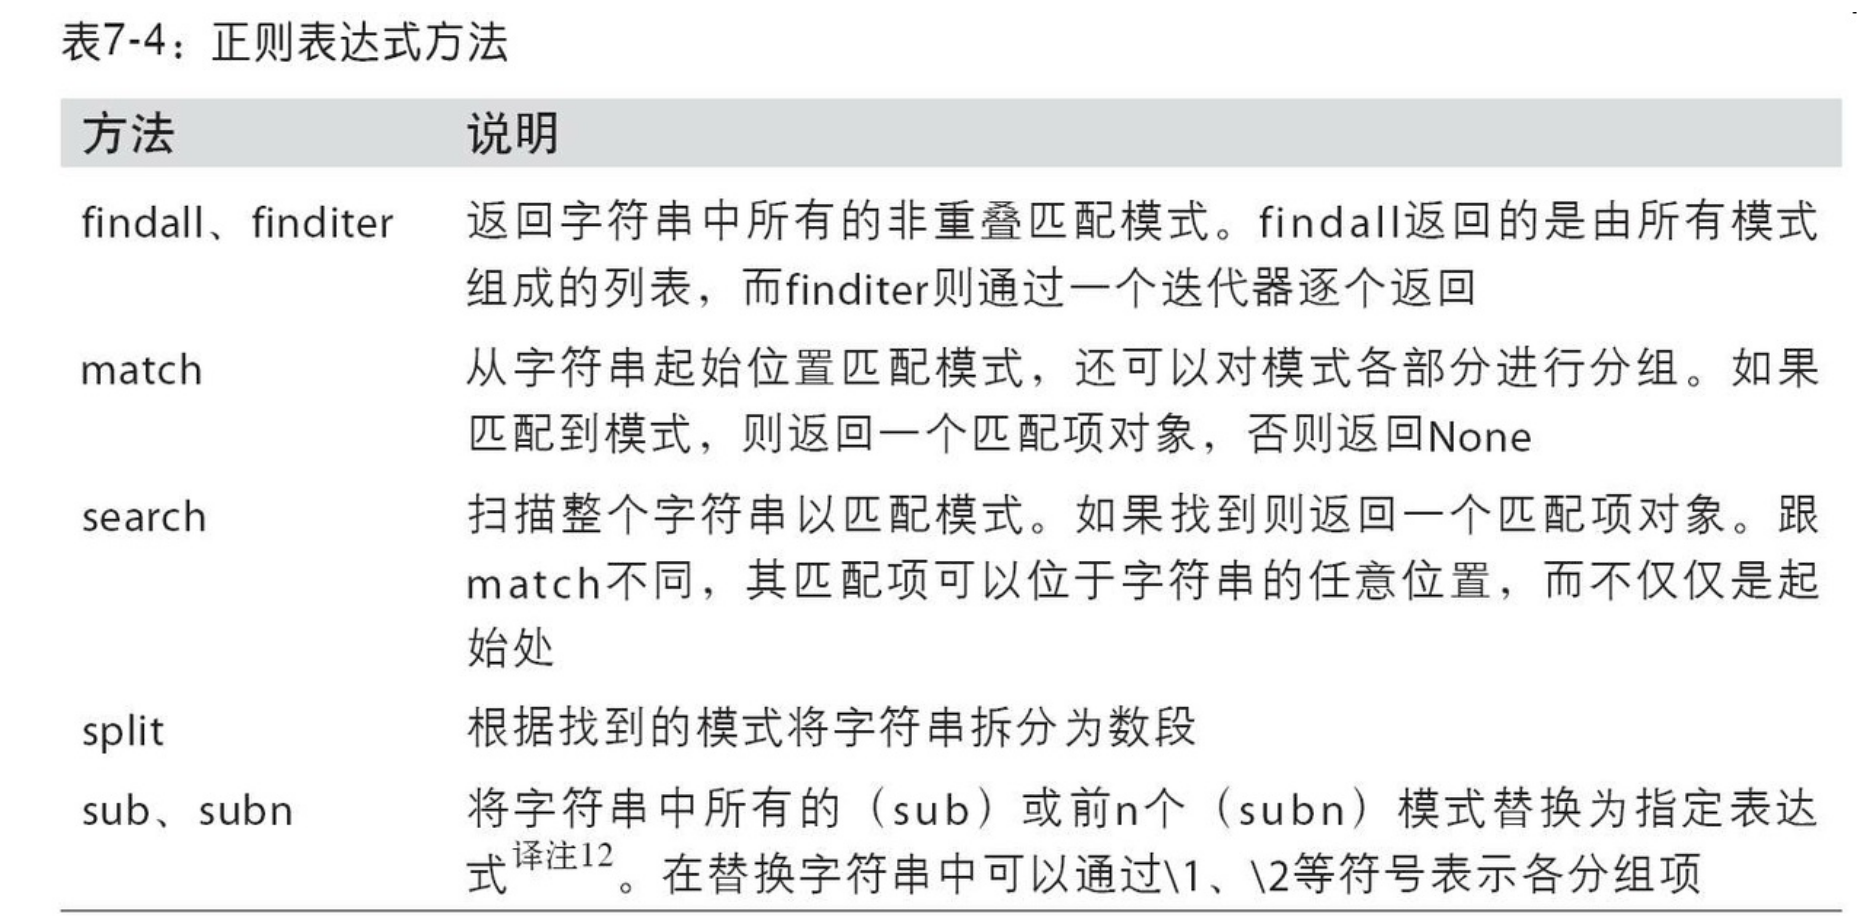 表7-4：正则表达式方法
方法 说明
findall、finditer 返回字符串中所有的非重叠匹配模式。findall返回的是由所有模式
组成的列表，而finditer则通过一个迭代器逐个返回
match 从字符串起始位置匹配模式，还可以对模式各部分进行分组。如果
匹配到模式，则返回一个匹配项对象，否则返回None
search 扫描整个字符串以匹配模式。如果找到则返回一个匹配项对象。跟
match不同，其匹配项可以位于字符串的任意位置，而不仅仅是起
始处
split 根据找到的模式将字符串拆分为数段
sub、subn 将字符串中所有的（sub）或前n个（subn）模式替换为指定表达
式译注12。在替换字符串中可以通过\1、\2等符号表示各分组项